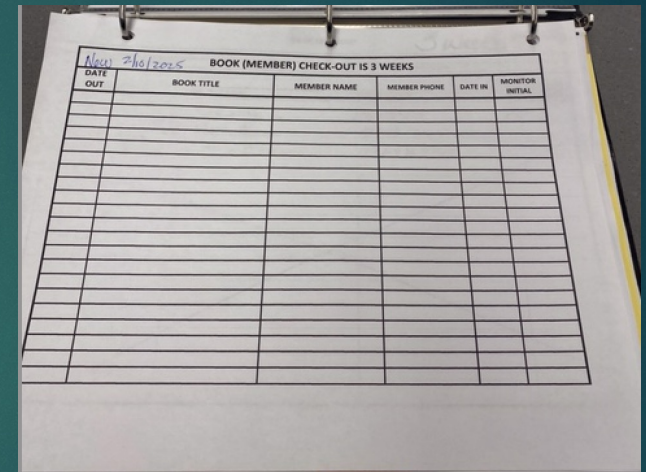 New 2/10/2025 BOOK (MEMBER) CHECK-OUT IS 3 WEEKS
DATE OUT BOOK TITLE MEMBER NAME MEMBER PHONE DATE IN MONITOR INITIAL